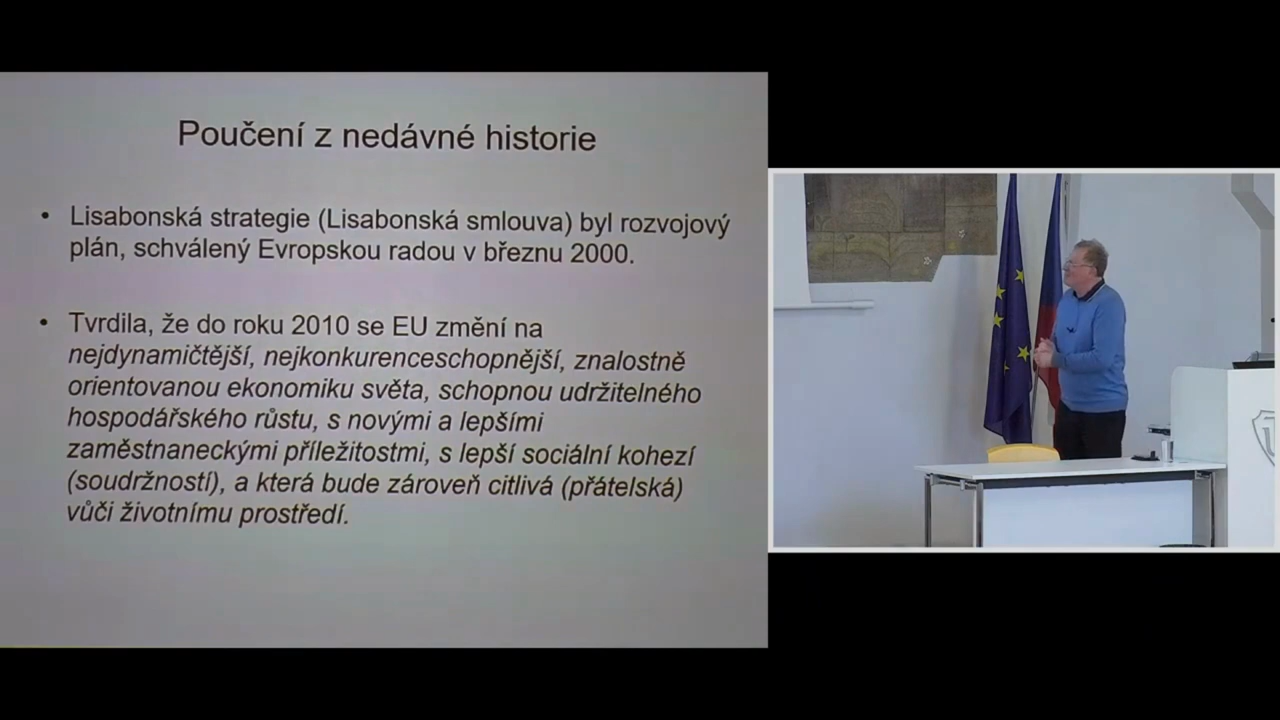 Poučení z nedávné historie
• Lisabonská strategie (Lisabonská smlouva) byl rozvojový
plán, schválený Evropskou radou v březnu 2000.
• Tvrdila, že do roku 2010 se EU změní na
nejdynamičtější, nejkonkurenceschopnější, znalostně
orientovanou ekonomiku světa, schopnou udržitelného
hospodářského růstu, s novými a lepšími
zaměstnaneckými příležitostmi, s lepší sociální kohezí
(soudržností), a která bude zároveň citlivá (přátelská)
vůči životnímu prostředí.